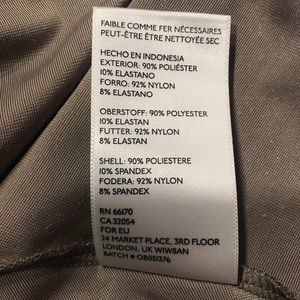 FAIBLE COMME FER NÉCESSAIRES
PEUT-ÊTRE ÊTRE NETTOYÉE SEC
HECHO EN INDONESIA
EXTERIOR: 90% POLIÉSTER
10% ELASTANO
FORRO: 92% NYLON
8% ELASTANO
OBERSTOFF: 90% POLYESTER
10% ELASTAN
FUTTER: 92% NYLON
8% ELASTAN
SHELL: 90% POLIESTERE
10% SPANDEX
FODERA: 92% NYLON
8% SPANDEX
RN 66170
CA 32054
FOR EU
24 MARKET PLACE, 3RD FLOOR
LONDON, UK W1W8AN
BATCH # OB551376